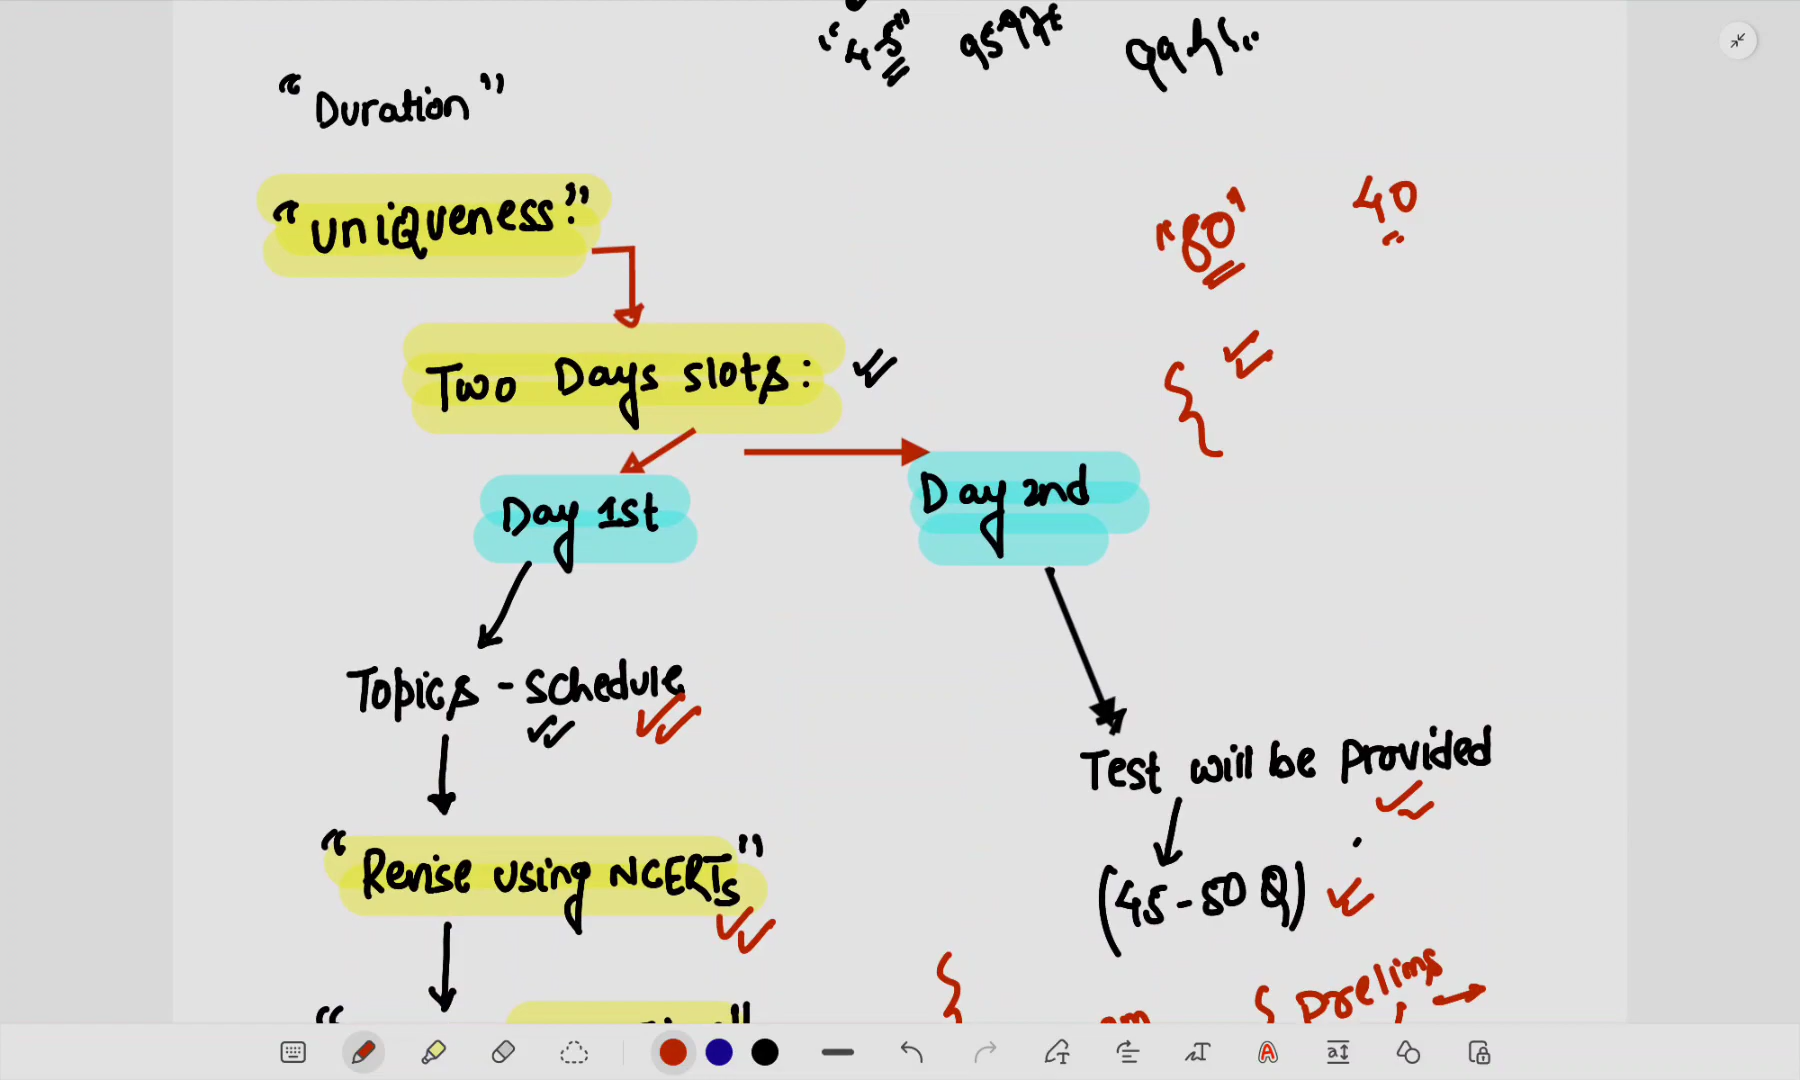 "45"
"Duration"
"uniqueness:"
"80" 40
Two Days slots:
Day 1st
Day 2nd
Topics - schedule
Test will be provided
"Revise using NCERTs"
(45-50 Q)
prelims